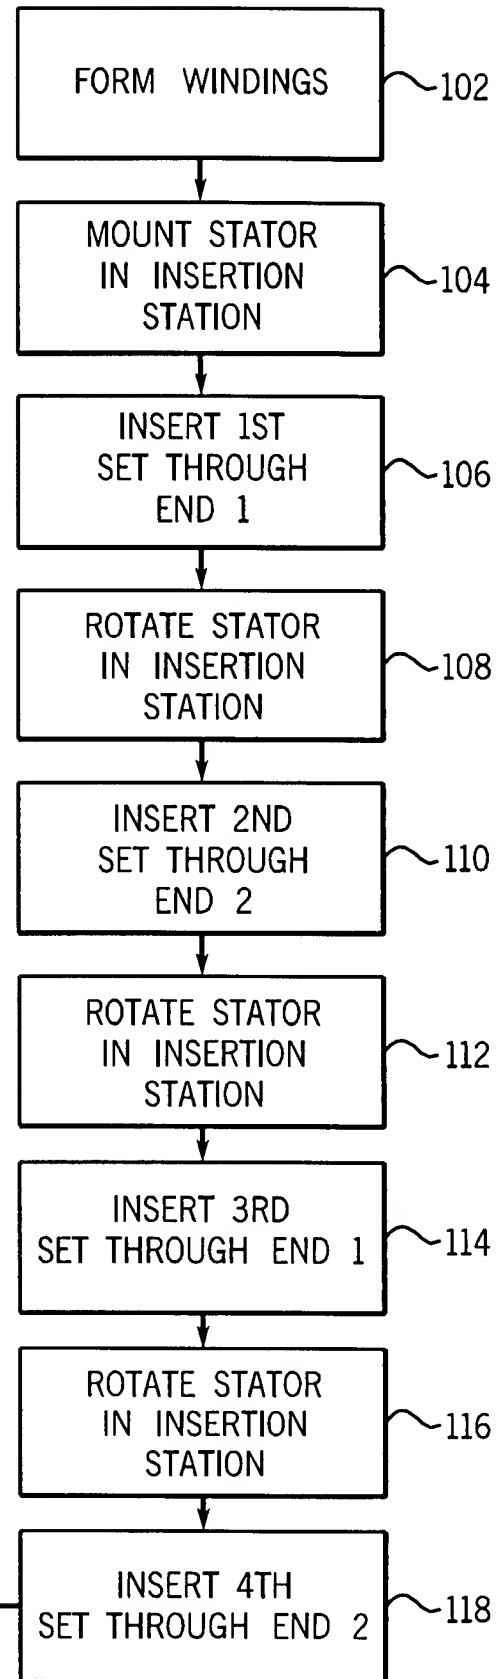 FORM WINDINGS
102
MOUNT STATOR
IN INSERTION
STATION
104
INSERT 1ST
SET THROUGH
END 1
106
ROTATE STATOR
IN INSERTION
STATION
108
INSERT 2ND
SET THROUGH
END 2
110
ROTATE STATOR
IN INSERTION
STATION
112
INSERT 3RD
SET THROUGH END 1
114
ROTATE STATOR
IN INSERTION
STATION
116
INSERT 4TH
SET THROUGH END 2
118